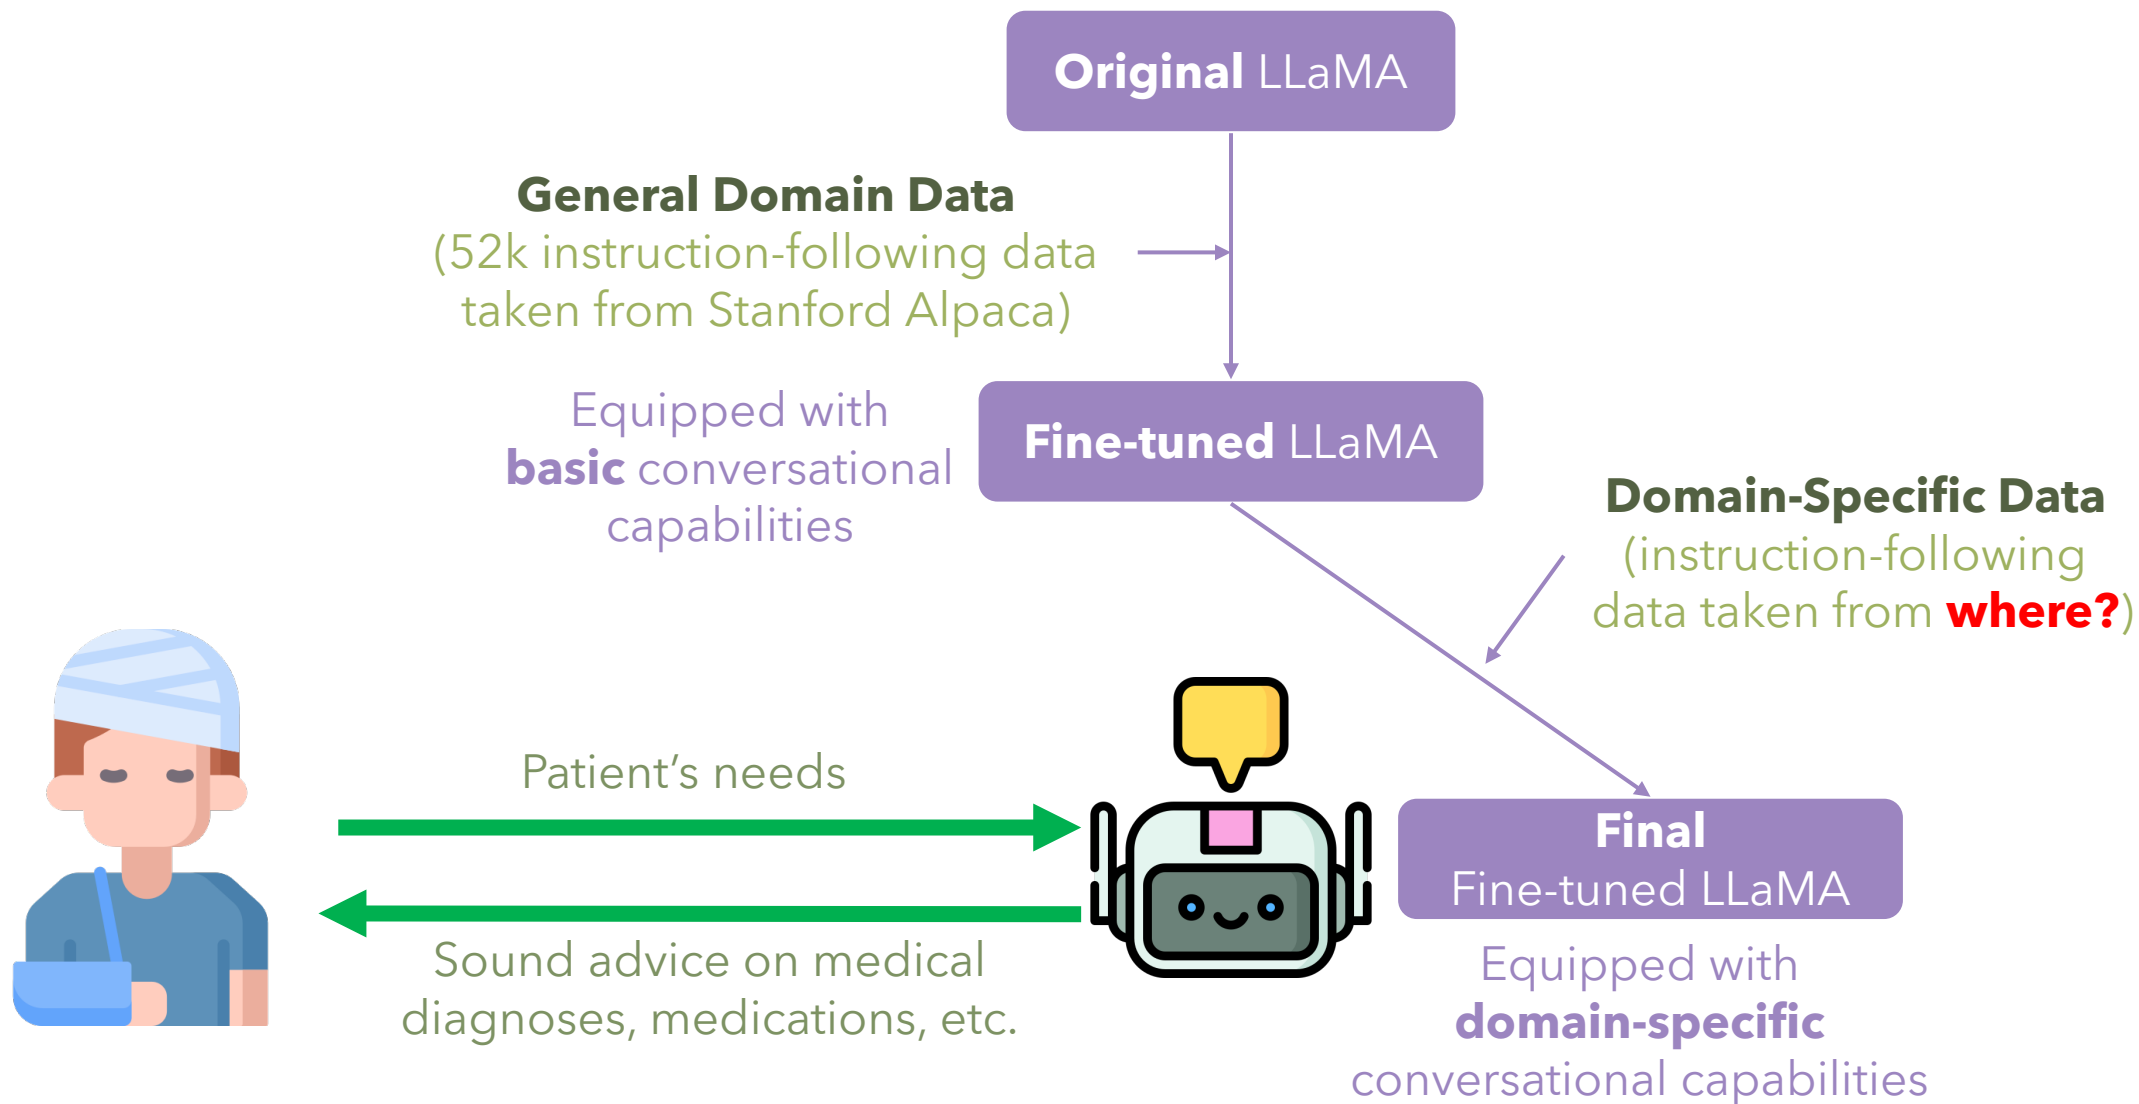 Original LLaMA
General Domain Data
(52k instruction-following data
taken from Stanford Alpaca)
Equipped with
basic conversational
capabilities
Fine-tuned LLaMA
Domain-Specific Data
(instruction-following
data taken from where?)
Patient’s needs
Sound advice on medical
diagnoses, medications, etc.
Final
Fine-tuned LLaMA
Equipped with
domain-specific
conversational capabilities